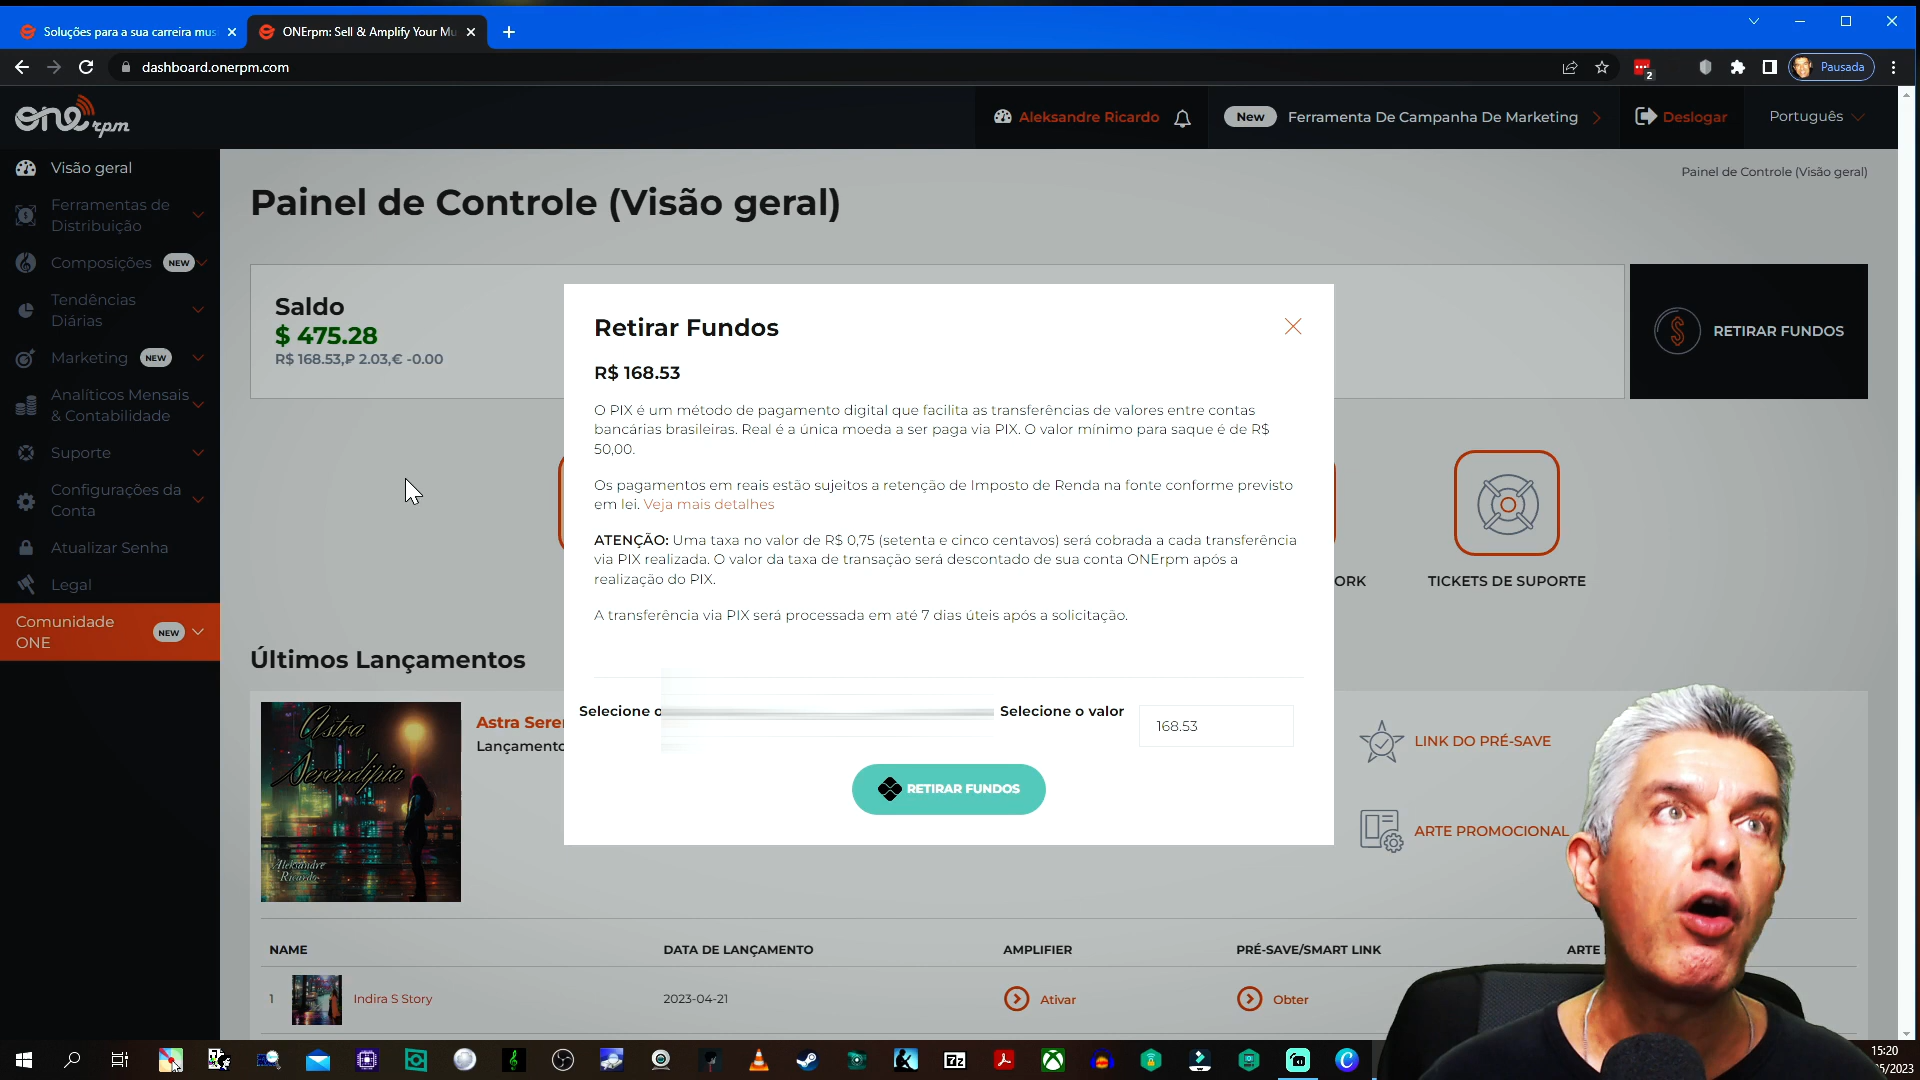 Soluções para a sua carreira mus
ONErpm: Sell & Amplify Your Mu
dashboard.onerpm.com
2
Pausada
one rpm
Aleksandre Ricardo
New
Ferramenta De Campanha De Marketing
Deslogar
Português
Visão geral
Ferramentas de
Distribuição
Composições NEW
Tendências
Diárias
Marketing NEW
Analíticos Mensais
& Contabilidade
Suporte
Configurações da
Conta
Atualizar Senha
Legal
Comunidade
ONE
NEW
Painel de Controle (Visão geral)
Painel de Controle (Visão geral)
Saldo
$ 475.28
R$ 168.53,₽ 2.03,€ -0.00
RETIRAR FUNDOS
Retirar Fundos
R$ 168.53
O PIX é um método de pagamento digital que facilita as transferências de valores entre contas
bancárias brasileiras. Real é a única moeda a ser paga via PIX. O valor mínimo para saque é de R$
50,00.
Os pagamentos em reais estão sujeitos a retenção de Imposto de Renda na fonte conforme previsto
em lei. Veja mais detalhes
ATENÇÃO: Uma taxa no valor de R$ 0,75 (setenta e cinco centavos) será cobrada a cada transferência
via PIX realizada. O valor da taxa de transação será descontado de sua conta ONErpm após a
realização do PIX.
A transferência via PIX será processada em até 7 dias úteis após a solicitação.
Selecione o
Selecione o valor
168.53
RETIRAR FUNDOS
ORK
TICKETS DE SUPORTE
Últimos Lançamentos
Astra Serendipia
Aleksandre
Ricardo
Astra Seren
Lançamento
LINK DO PRÉ-SAVE
ARTE PROMOCIONAL
NAME
DATA DE LANÇAMENTO
AMPLIFIER
PRÉ-SAVE/SMART LINK
ARTE
1
Indira S Story
2023-04-21
Ativar
Obter
7z
15:20
5/2023